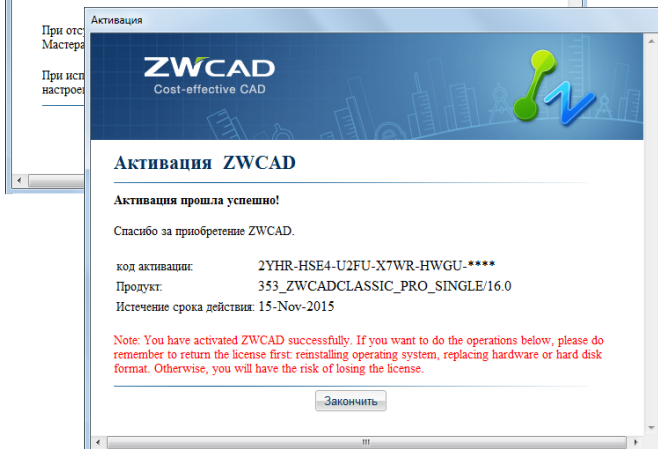 Активация
При отс
Мастера
При исп
настрое
ZWCAD
Cost-effective CAD
Активация ZWCAD
Активация прошла успешно!
Спасибо за приобретение ZWCAD.
код активации: 2YHR-HSE4-U2FU-X7WR-HWGU-****
Продукт: 353_ZWCADCLASSIC_PRO_SINGLE/16.0
Истечение срока действия: 15-Nov-2015
Note: You have activated ZWCAD successfully. If you want to do the operations below, please do
remember to return the license first: reinstalling operating system, replacing hardware or hard disk
format. Otherwise, you will have the risk of losing the license.
Закончить